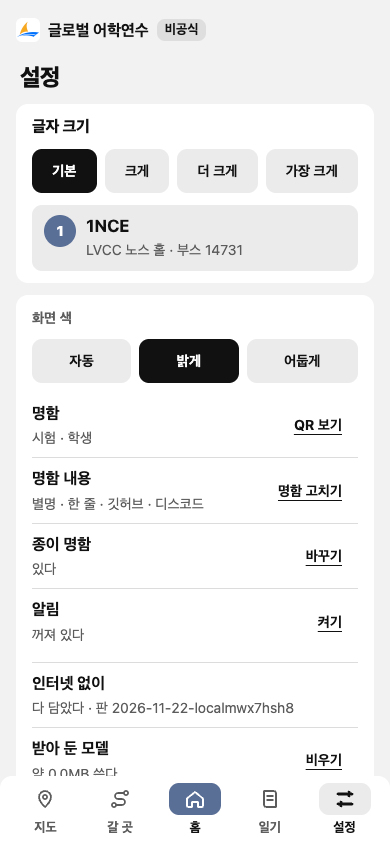 글로벌 어학연수 비공식
설정
글자 크기
기본 크게 더 크게 가장 크게
1 1NCE
LVCC 노스 홀 · 부스 14731
화면 색
자동 밝게 어둡게
명함
시험 · 학생
QR 보기
명함 내용
별명 · 한 줄 · 깃허브 · 디스코드
명함 고치기
종이 명함
있다
바꾸기
알림
꺼져 있다
켜기
인터넷 없이
다 담았다 · 판 2026-11-22-localmwx7hsh8
받아 둔 모델
약 0.0MB 쓴다
비우기
지도 갈 곳 홈 일기 설정